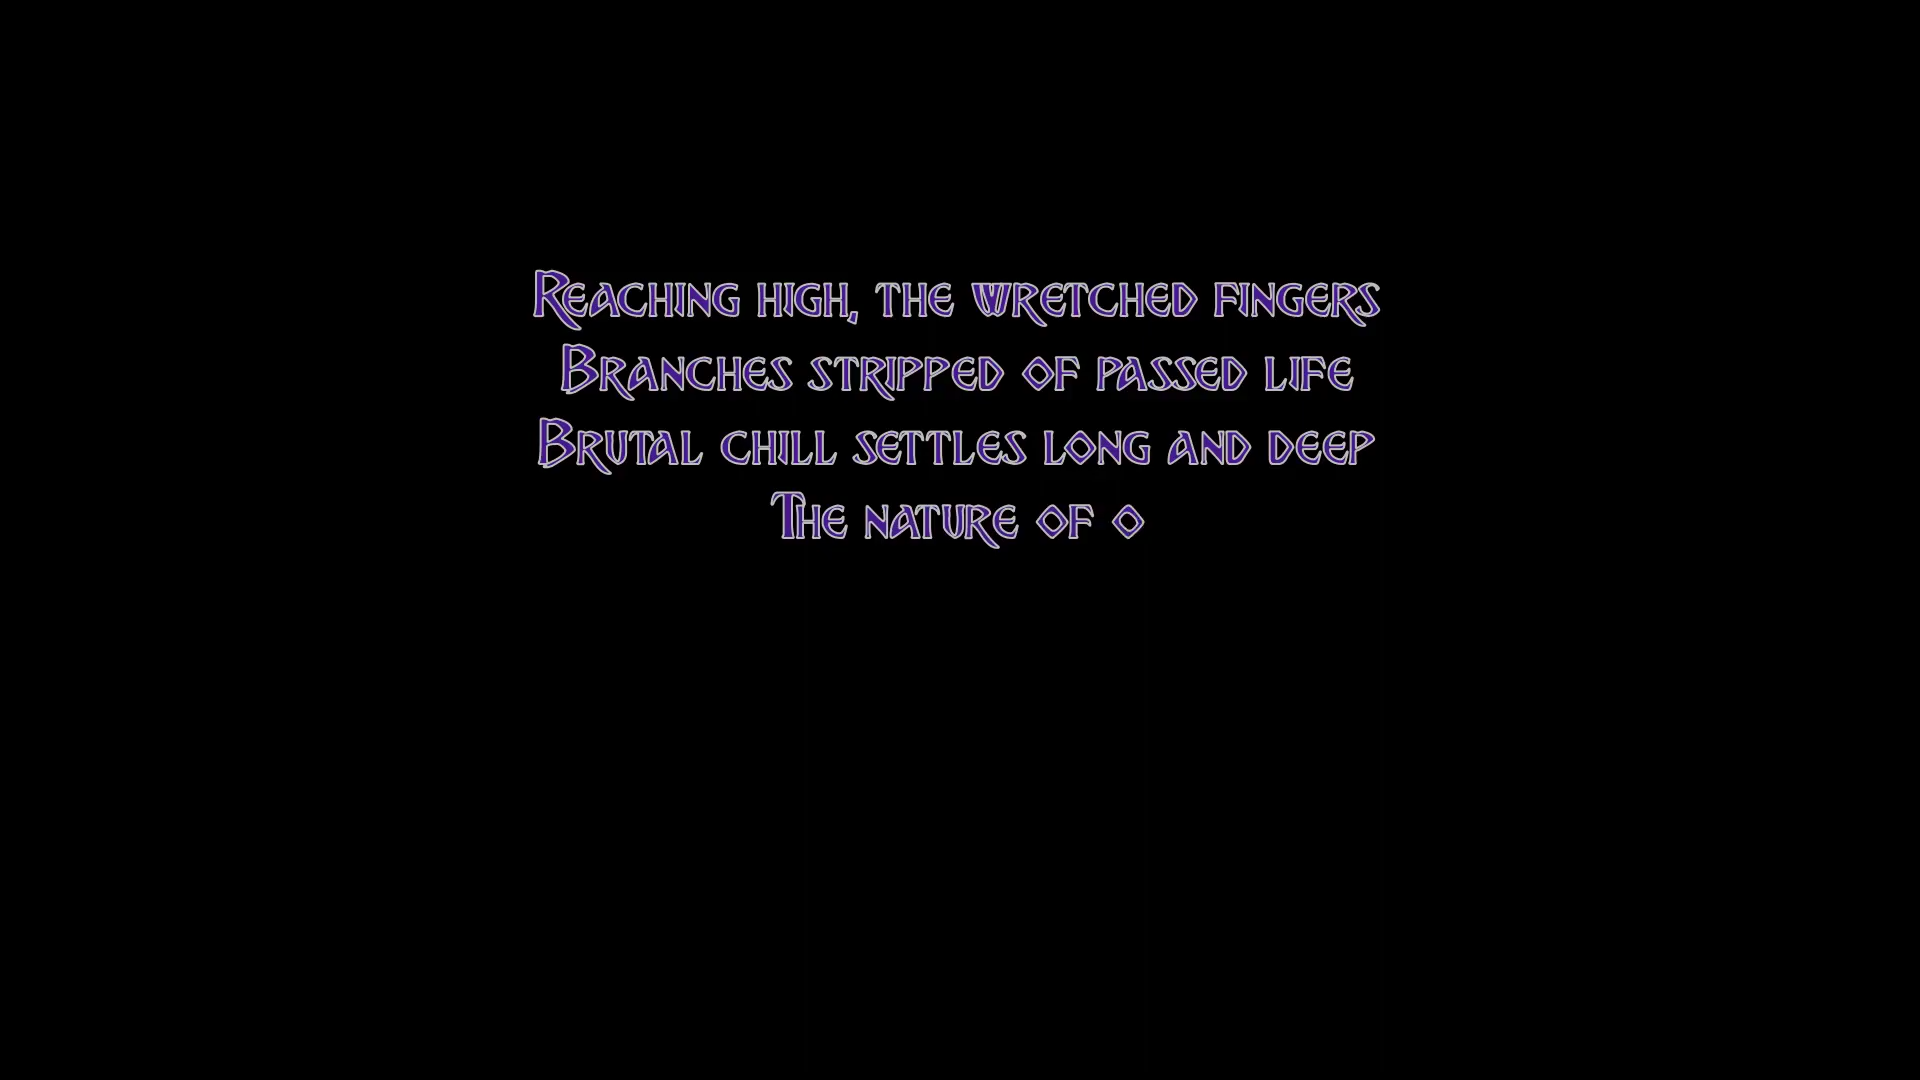 Reaching high, the wretched fingers
Branches stripped of passed life
Brutal chill settles long and deep
The nature of o